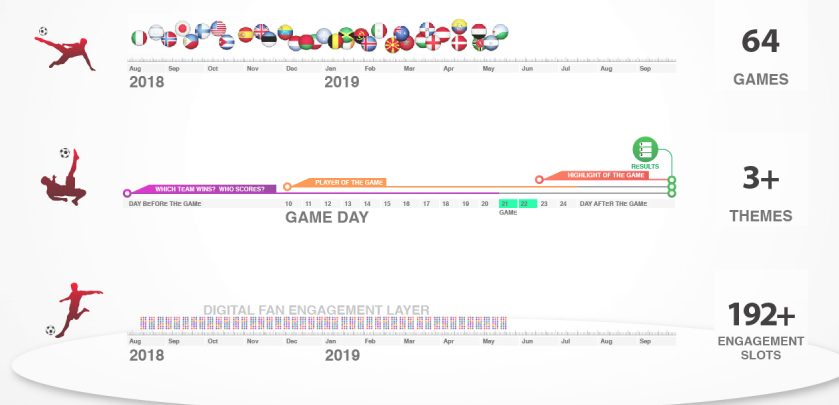 64
GAMES
Aug Sep Oct Nov Dec Jan Feb Mar Apr May Jun Jul Aug Sep
2018 2019
RESULTS
WHICH TEAM WINS? WHO SCORES? PLAYER OF THE GAME HIGHLIGHT OF THE GAME
3+
THEMES
DAY BEFORE THE GAME 10 11 12 13 14 15 16 17 18 19 20 21 22 23 24 DAY AFTER THE GAME
GAME DAY GAME
DIGITAL FAN ENGAGEMENT LAYER
192+
ENGAGEMENT
SLOTS
Aug Sep Oct Nov Dec Jan Feb Mar Apr May Jun Jul Aug Sep
2018 2019